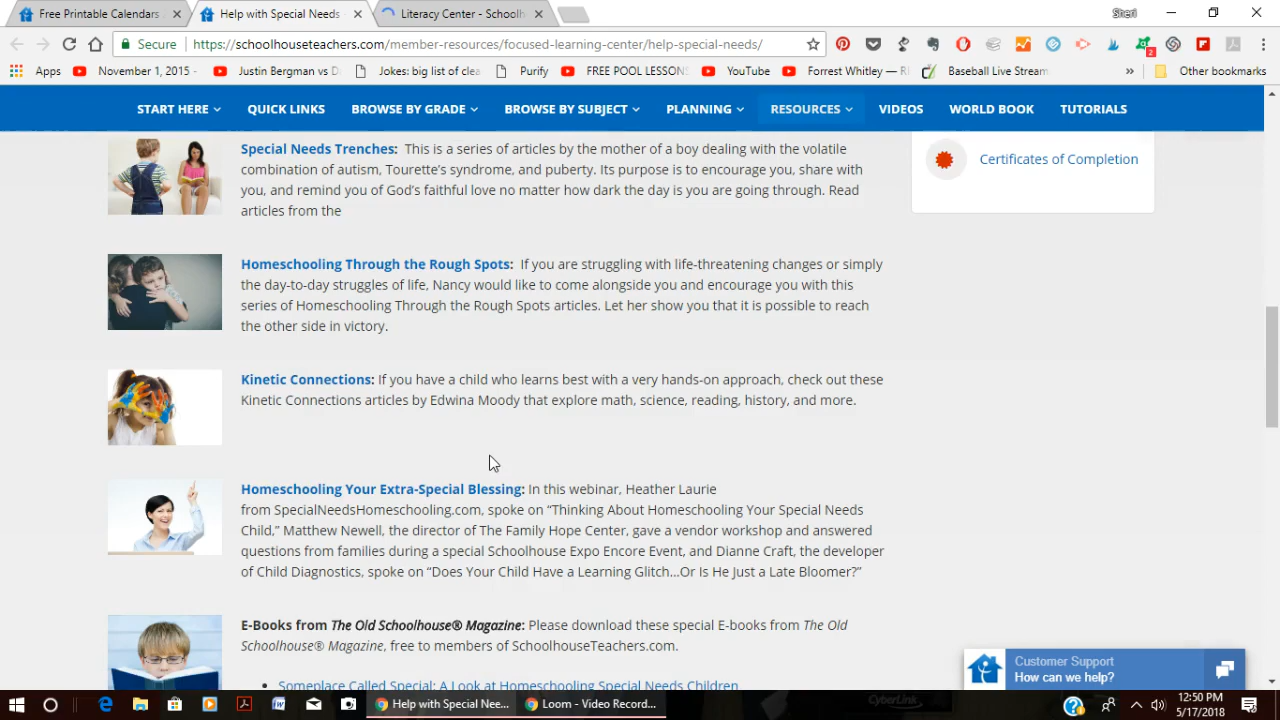 Free Printable Calendars
Help with Special Needs -
Literacy Center - Schoolh
Sheri
Secure
https://schoolhouseteachers.com/member-resources/focused-learning-center/help-special-needs/
2
Apps
November 1, 2015 -
Justin Bergman vs D
Jokes: big list of clea
Purify
FREE POOL LESSONS
YouTube
Forrest Whitley — R
Baseball Live Stream
»
Other bookmarks
START HERE
QUICK LINKS
BROWSE BY GRADE
BROWSE BY SUBJECT
PLANNING
RESOURCES
VIDEOS
WORLD BOOK
TUTORIALS
Special Needs Trenches: This is a series of articles by the mother of a boy dealing with the volatile
combination of autism, Tourette's syndrome, and puberty. Its purpose is to encourage you, share with
you, and remind you of God's faithful love no matter how dark the day is you are going through. Read
articles from the
Certificates of Completion
Homeschooling Through the Rough Spots: If you are struggling with life-threatening changes or simply
the day-to-day struggles of life, Nancy would like to come alongside you and encourage you with this
series of Homeschooling Through the Rough Spots articles. Let her show you that it is possible to reach
the other side in victory.
Kinetic Connections: If you have a child who learns best with a very hands-on approach, check out these
Kinetic Connections articles by Edwina Moody that explore math, science, reading, history, and more.
Homeschooling Your Extra-Special Blessing: In this webinar, Heather Laurie
from SpecialNeedsHomeschooling.com, spoke on “Thinking About Homeschooling Your Special Needs
Child,” Matthew Newell, the director of The Family Hope Center, gave a vendor workshop and answered
questions from families during a special Schoolhouse Expo Encore Event, and Dianne Craft, the developer
of Child Diagnostics, spoke on “Does Your Child Have a Learning Glitch…Or Is He Just a Late Bloomer?”
E-Books from The Old Schoolhouse® Magazine: Please download these special E-books from The Old
Schoolhouse® Magazine, free to members of SchoolhouseTeachers.com.
• Someplace Called Special: A Look at Homeschooling Special Needs Children
Customer Support
How can we help?
Help with Special Nee...
Loom - Video Record...
CyberLink
12:50 PM
5/17/2018